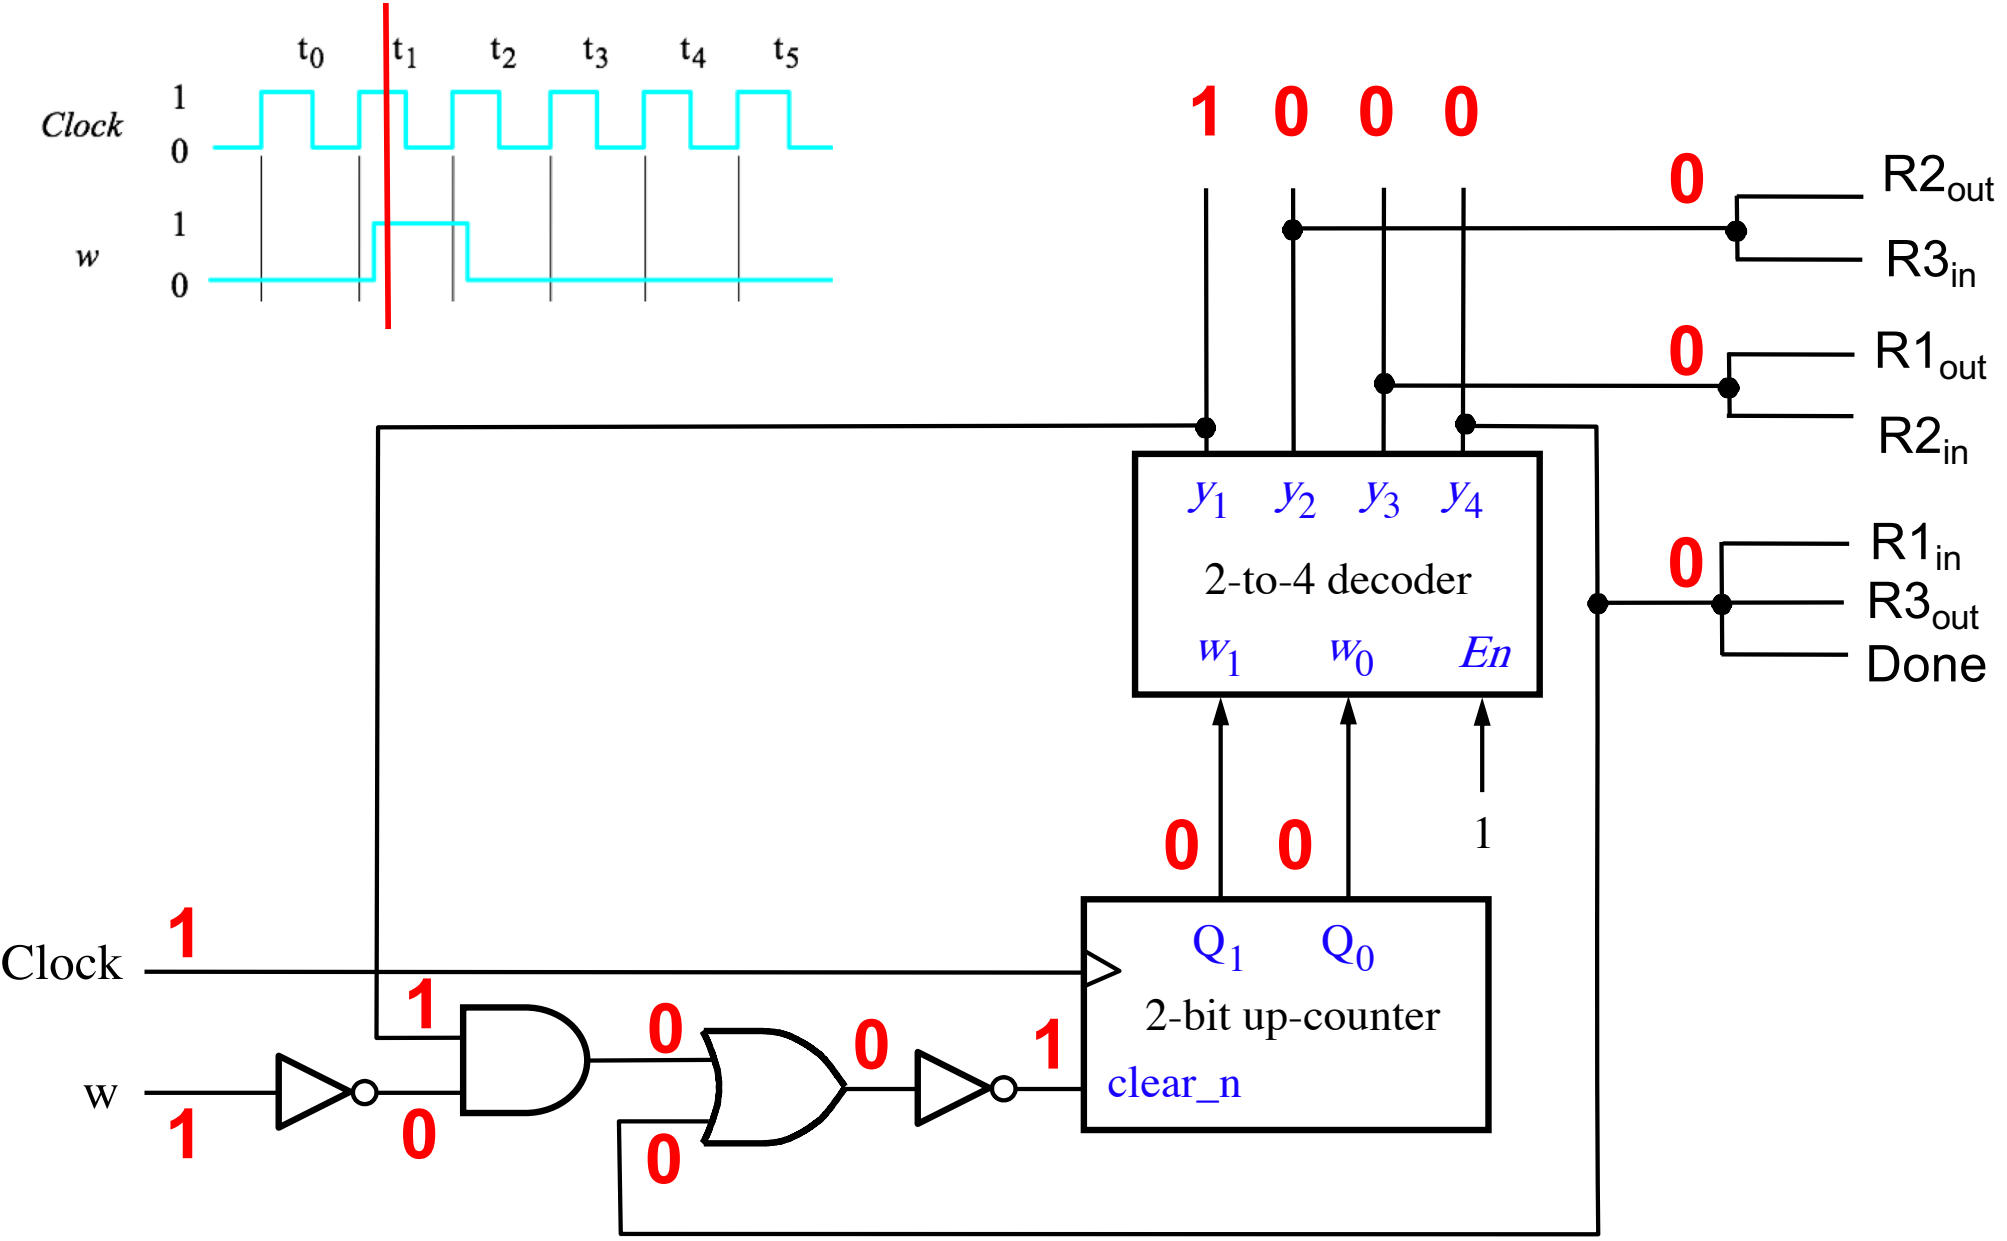 t₀ t₁ t₂ t₃ t₄ t₅
1
Clock
0
1
w
0
1 0 0 0
0 R2out
R3in
0 R1out
R2in
y₁ y₂ y₃ y₄
2-to-4 decoder
w₁ w₀ En
0 R1in
R3out
Done
0 0 1
Clock 1
Q₁ Q₀
2-bit up-counter
clear_n
1 0 0 1
w
1 0 0